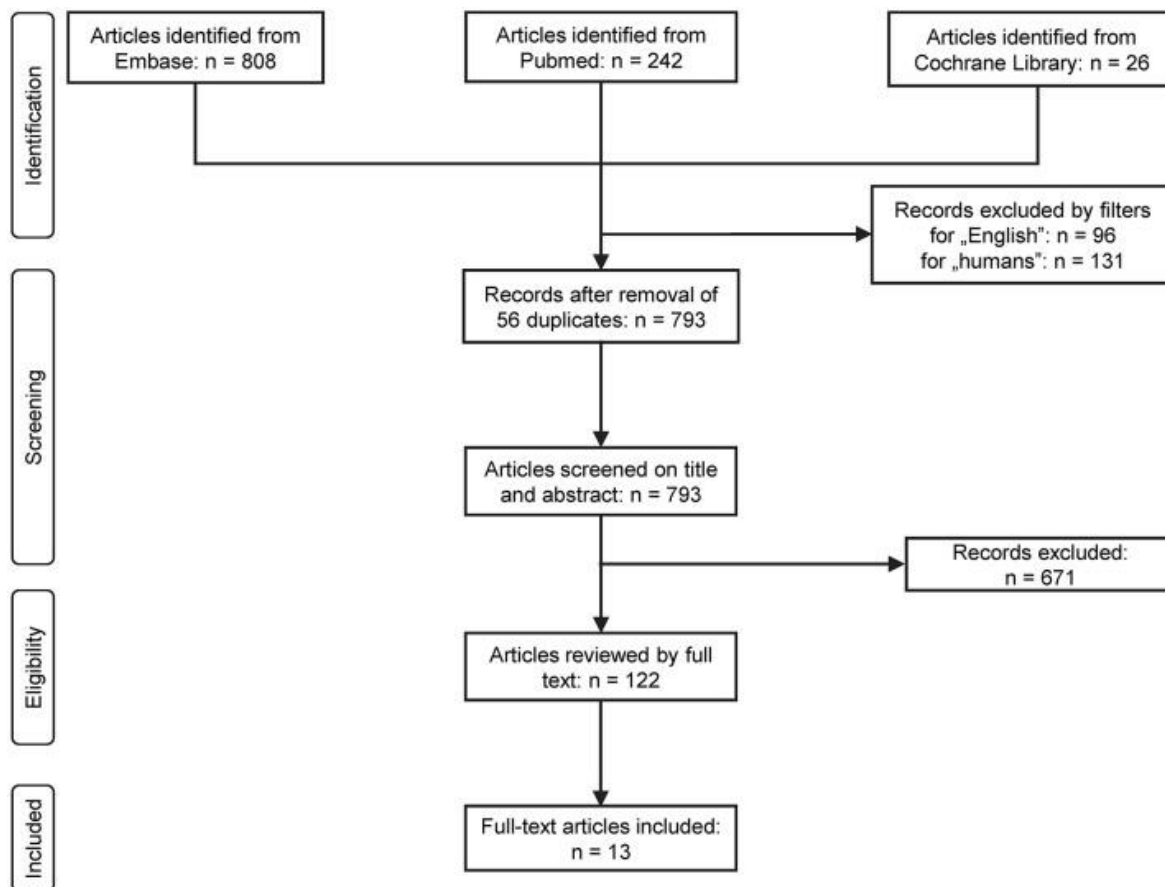 Identification
Articles identified from
Embase: n = 808
Articles identified from
Pubmed: n = 242
Articles identified from
Cochrane Library: n = 26
Records excluded by filters
for „English”: n = 96
for „humans”: n = 131
Screening
Records after removal of
56 duplicates: n = 793
Articles screened on title
and abstract: n = 793
Records excluded:
n = 671
Eligibility
Articles reviewed by full
text: n = 122
Included
Full-text articles included:
n = 13